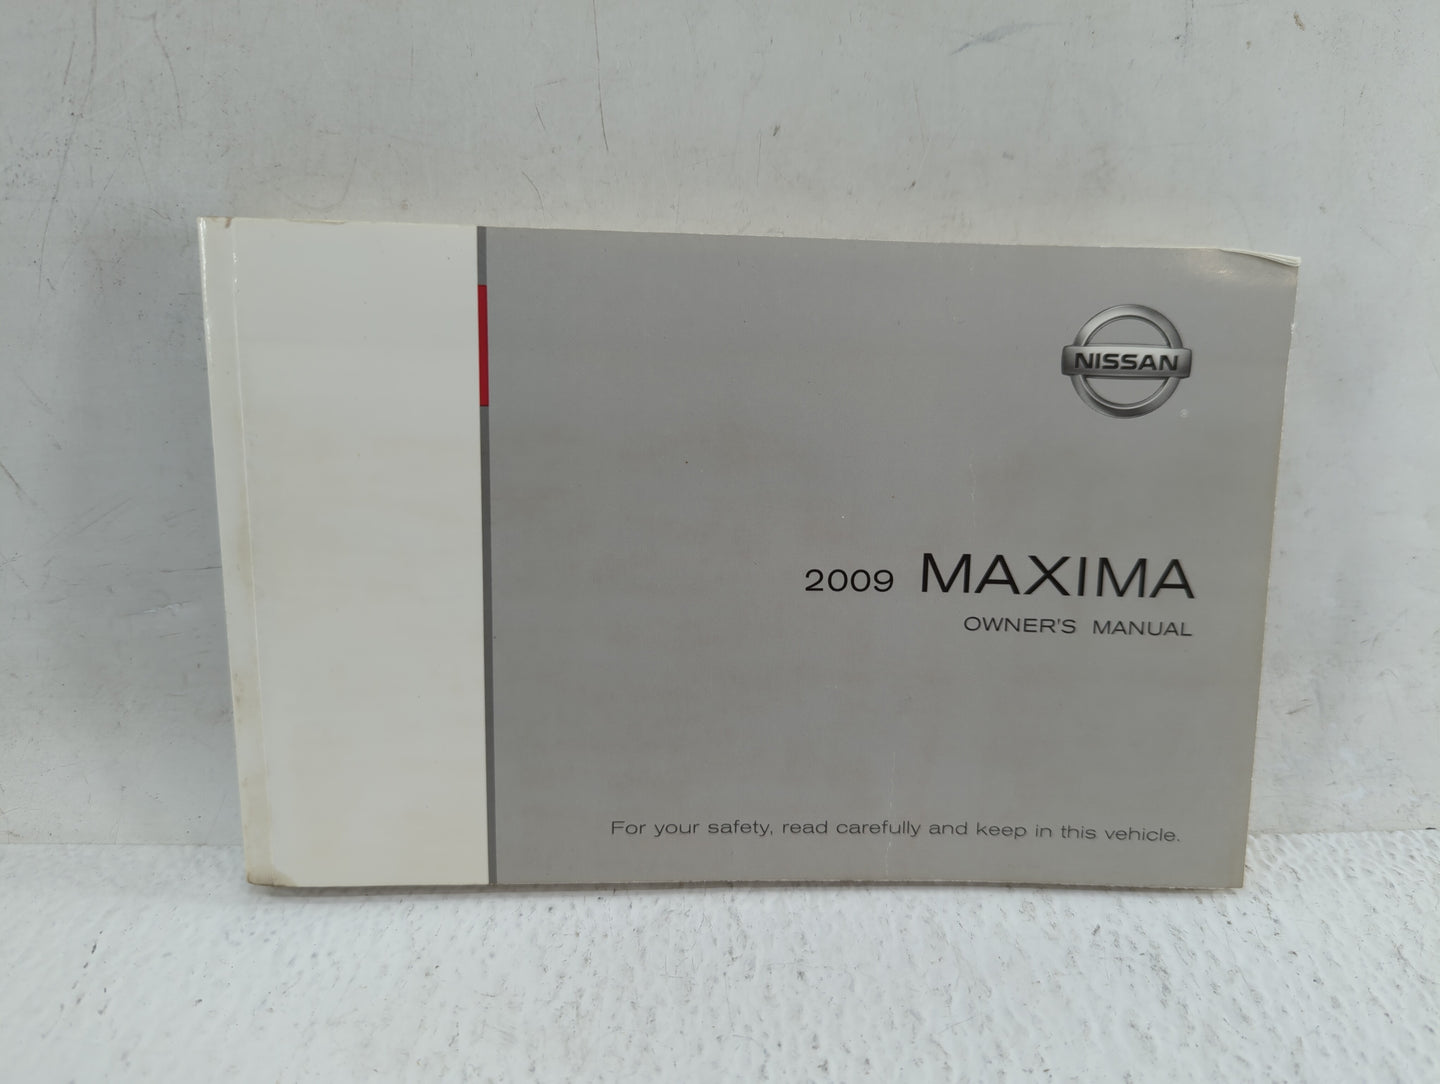 NISSAN
®
2009 MAXIMA
OWNER'S MANUAL
For your safety, read carefully and keep in this vehicle.